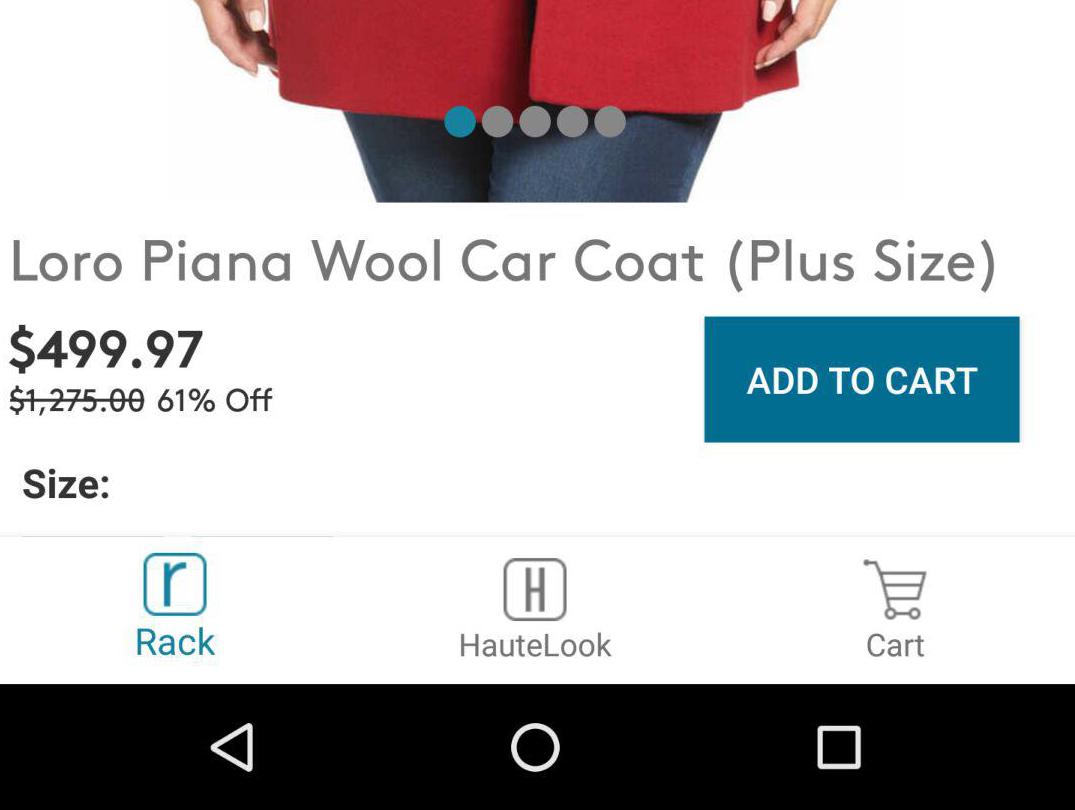 Loro Piana Wool Car Coat (Plus Size)
$499.97
$1,275.00 61% Off
ADD TO CART
Size:
r
Rack
H
HauteLook
Cart